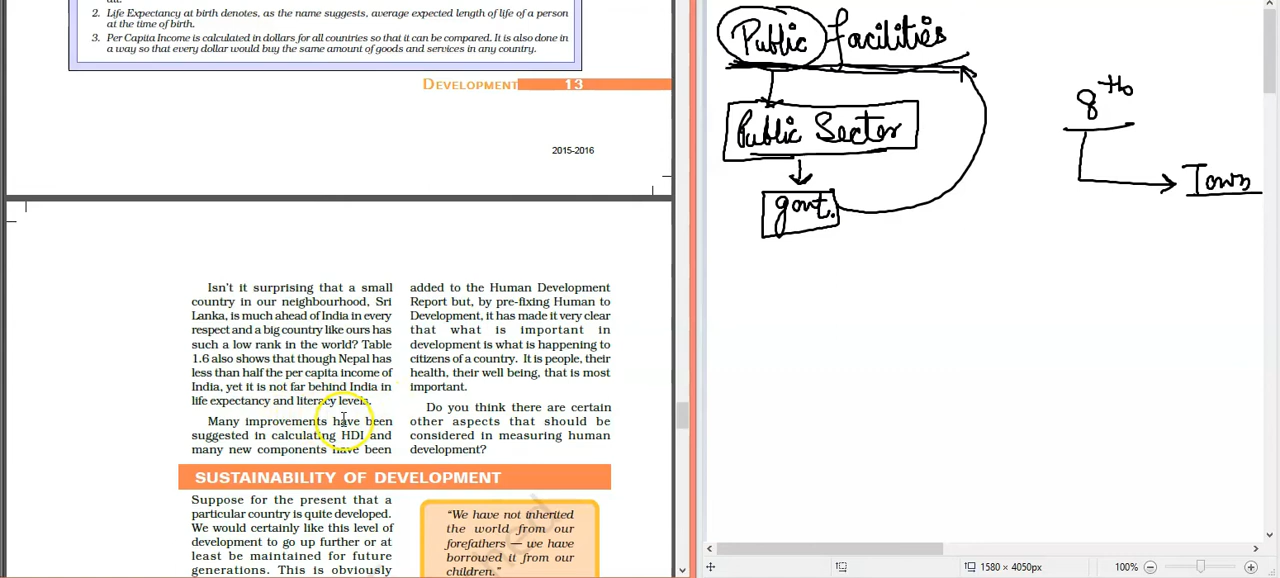 an.
2. Life Expectancy at birth denotes, as the name suggests, average expected length of life of a person
at the time of birth.
3. Per Capita Income is calculated in dollars for all countries so that it can be compared. It is also done in
a way so that every dollar would buy the same amount of goods and services in any country.
DEVELOPMENT 13
2015-2016
Isn't it surprising that a small
country in our neighbourhood, Sri
Lanka, is much ahead of India in every
respect and a big country like ours has
such a low rank in the world? Table
1.6 also shows that though Nepal has
less than half the per capita income of
India, yet it is not far behind India in
life expectancy and literacy levels.
Many improvements have been
suggested in calculating HDI and
many new components have been
added to the Human Development
Report but, by pre-fixing Human to
Development, it has made it very clear
that what is important in
development is what is happening to
citizens of a country. It is people, their
health, their well being, that is most
important.
Do you think there are certain
other aspects that should be
considered in measuring human
development?
SUSTAINABILITY OF DEVELOPMENT
Suppose for the present that a
particular country is quite developed.
We would certainly like this level of
development to go up further or at
least be maintained for future
generations. This is obviously
“We have not inherited
the world from our
forefathers — we have
borrowed it from our
children.”
Public facilities
Public Sector
govt.
8th
Town
1580 × 4050px
100%